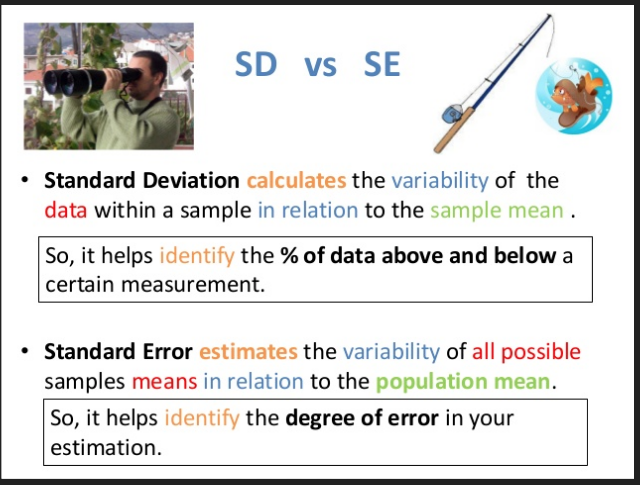 SD vs SE
• Standard Deviation calculates the variability of the
data within a sample in relation to the sample mean .
So, it helps identify the % of data above and below a
certain measurement.
• Standard Error estimates the variability of all possible
samples means in relation to the population mean.
So, it helps identify the degree of error in your
estimation.